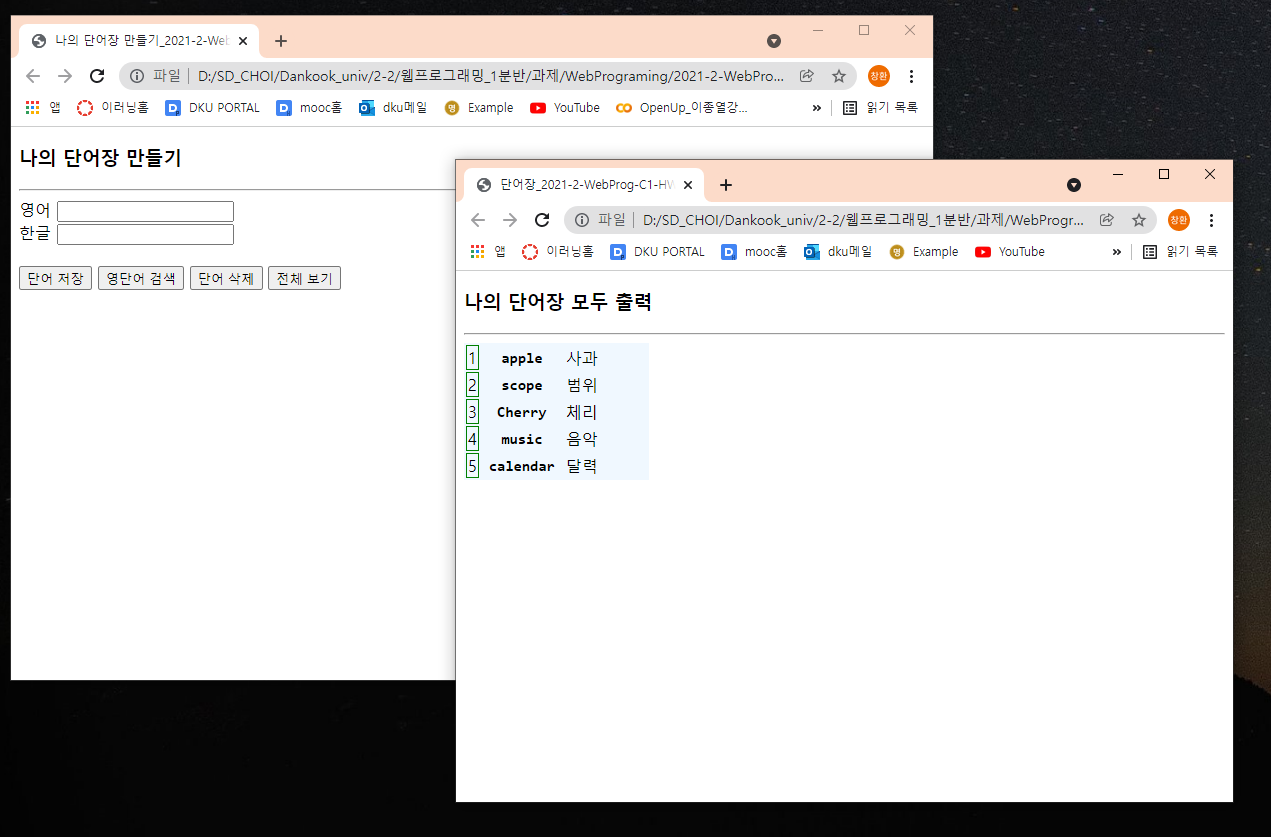 나의 단어장 만들기_2021-2-Web
파일 D:/SD_CHOI/Dankook_univ/2-2/웹프로그래밍_1분반/과제/WebPrograming/2021-2-WebPro...
창환
앱 이러닝홈 DKU PORTAL mooc홈 dku메일 Example YouTube OpenUp_이종열강... » 읽기 목록
나의 단어장 만들기
영어
한글
단어 저장 영단어 검색 단어 삭제 전체 보기
단어장_2021-2-WebProg-C1-HW
파일 D:/SD_CHOI/Dankook_univ/2-2/웹프로그래밍_1분반/과제/WebProgr...
창환
앱 이러닝홈 DKU PORTAL mooc홈 dku메일 Example YouTube » 읽기 목록
나의 단어장 모두 출력
1 apple 사과
2 scope 범위
3 Cherry 체리
4 music 음악
5 calendar 달력